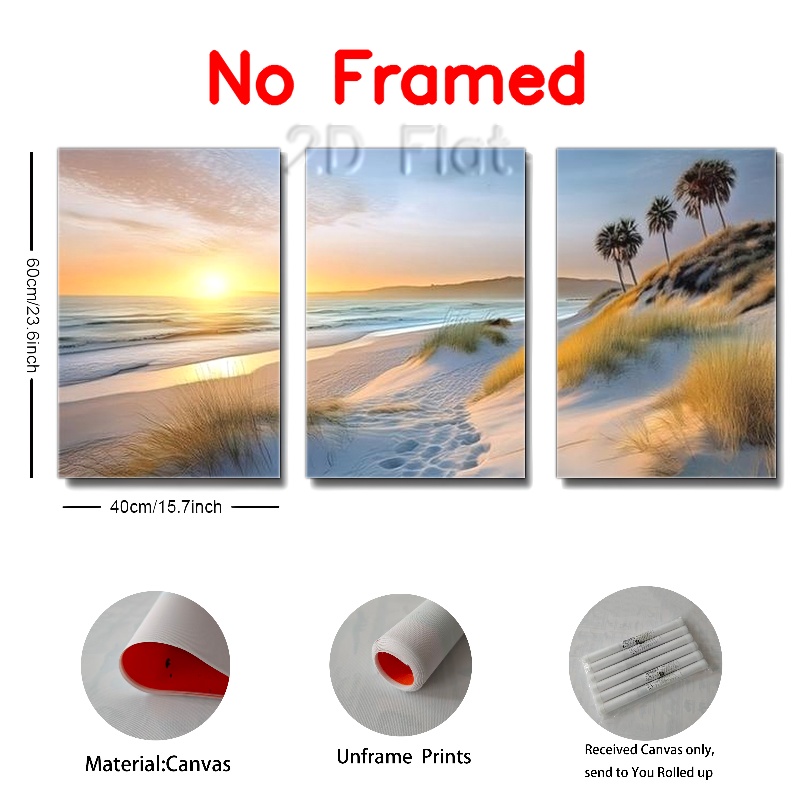 No Framed
2.D Flat
60cm/23.6inch
40cm/15.7inch
Material:Canvas
Unframe Prints
Received Canvas only,
send to You Rolled up